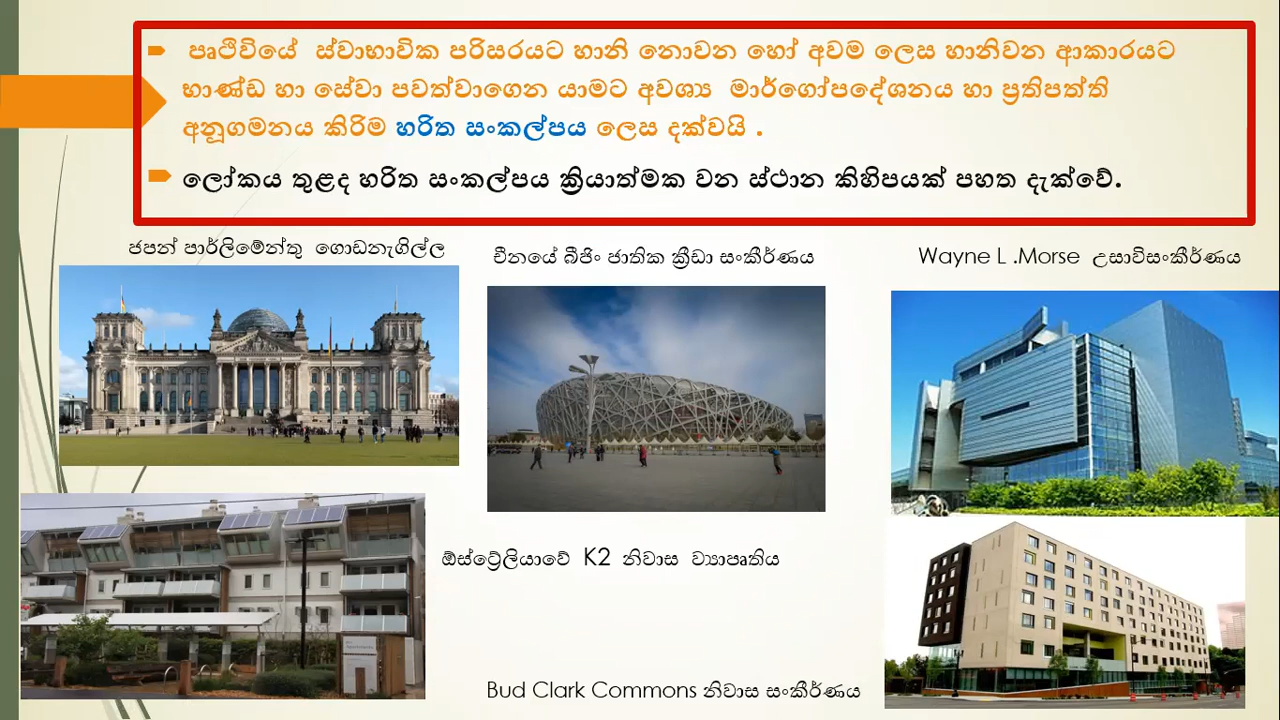 පෘථිවියේ ස්වාභාවික පරිසරයට හානි නොවන හෝ අවම ලෙස හානිවන ආකාරයට
භාණ්ඩ හා සේවා පවත්වාගෙන යාමට අවශ්‍ය මාර්ගෝපදේශනය හා ප්‍රතිපත්ති
අනූගමනය කිරිම හරිත සංකල්පය ලෙස දක්වයි .
ලෝකය තුළද හරිත සංකල්පය ක්‍රියාත්මක වන ස්ථාන කිහිපයක් පහත දැක්වේ.
ජපන් පාර්ලිමේන්තු ගොඩනැගිල්ල
චීනයේ බීජිං ජාතික ක්‍රීඩා සංකීර්ණය
Wayne L .Morse උසාවිසංකීර්ණය
ඕස්ට්‍රේලියාවේ K2 නිවාස ව්‍යාපෘතිය
Bud Clark Commons නිවාස සංකීර්ණය